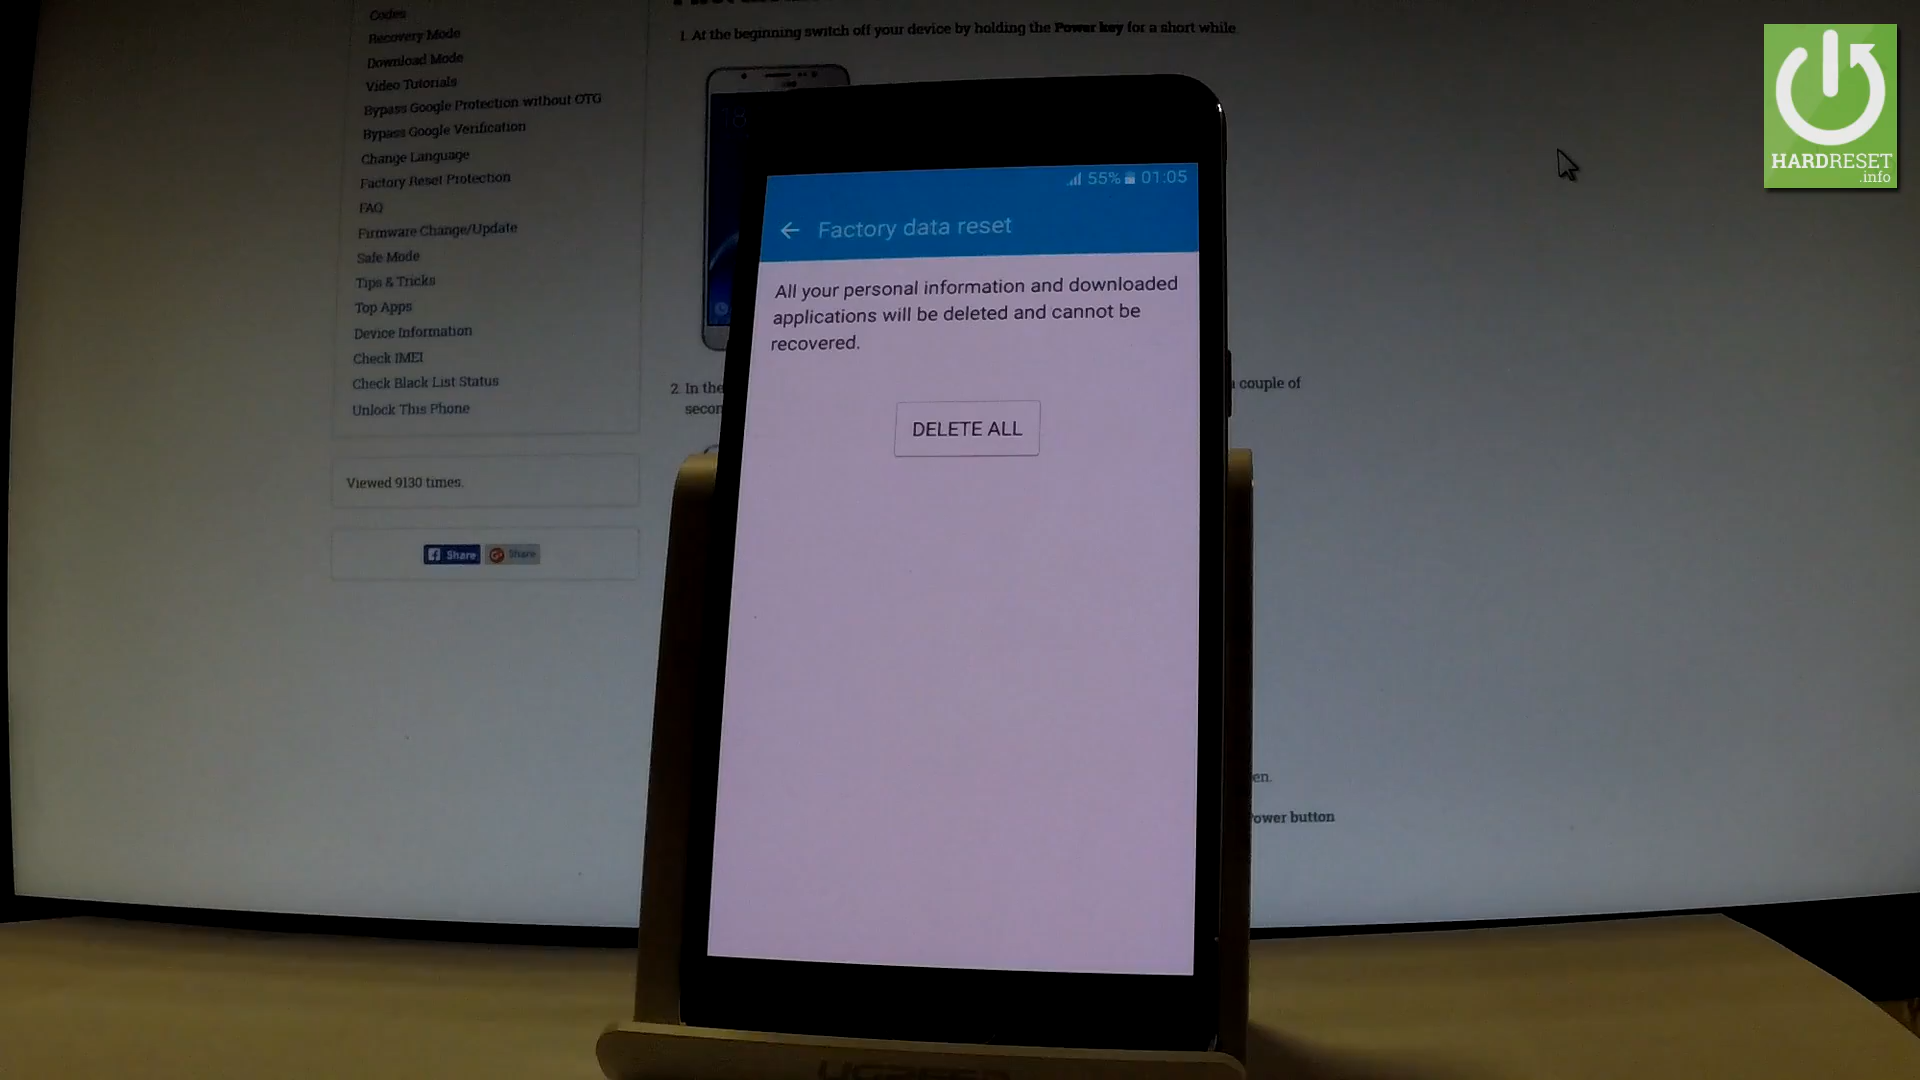 Codes
Recovery Mode
Download Mode
Video Tutorials
Bypass Google Protection without OTG
Bypass Google Verification
Change Language
Factory Reset Protection
FAQ
Firmware Change/Update
Safe Mode
Tips & Tricks
Top Apps
Device Information
Check IMEI
Check Black List Status
Unlock This Phone
Viewed 9130 times.
Share
Share
1. At the beginning switch off your device by holding the Power key for a short while
18
2. In the
a couple of
secon
en.
Power button
55% 01:05
Factory data reset
All your personal information and downloaded
applications will be deleted and cannot be
recovered.
DELETE ALL
HARDRESET
.info